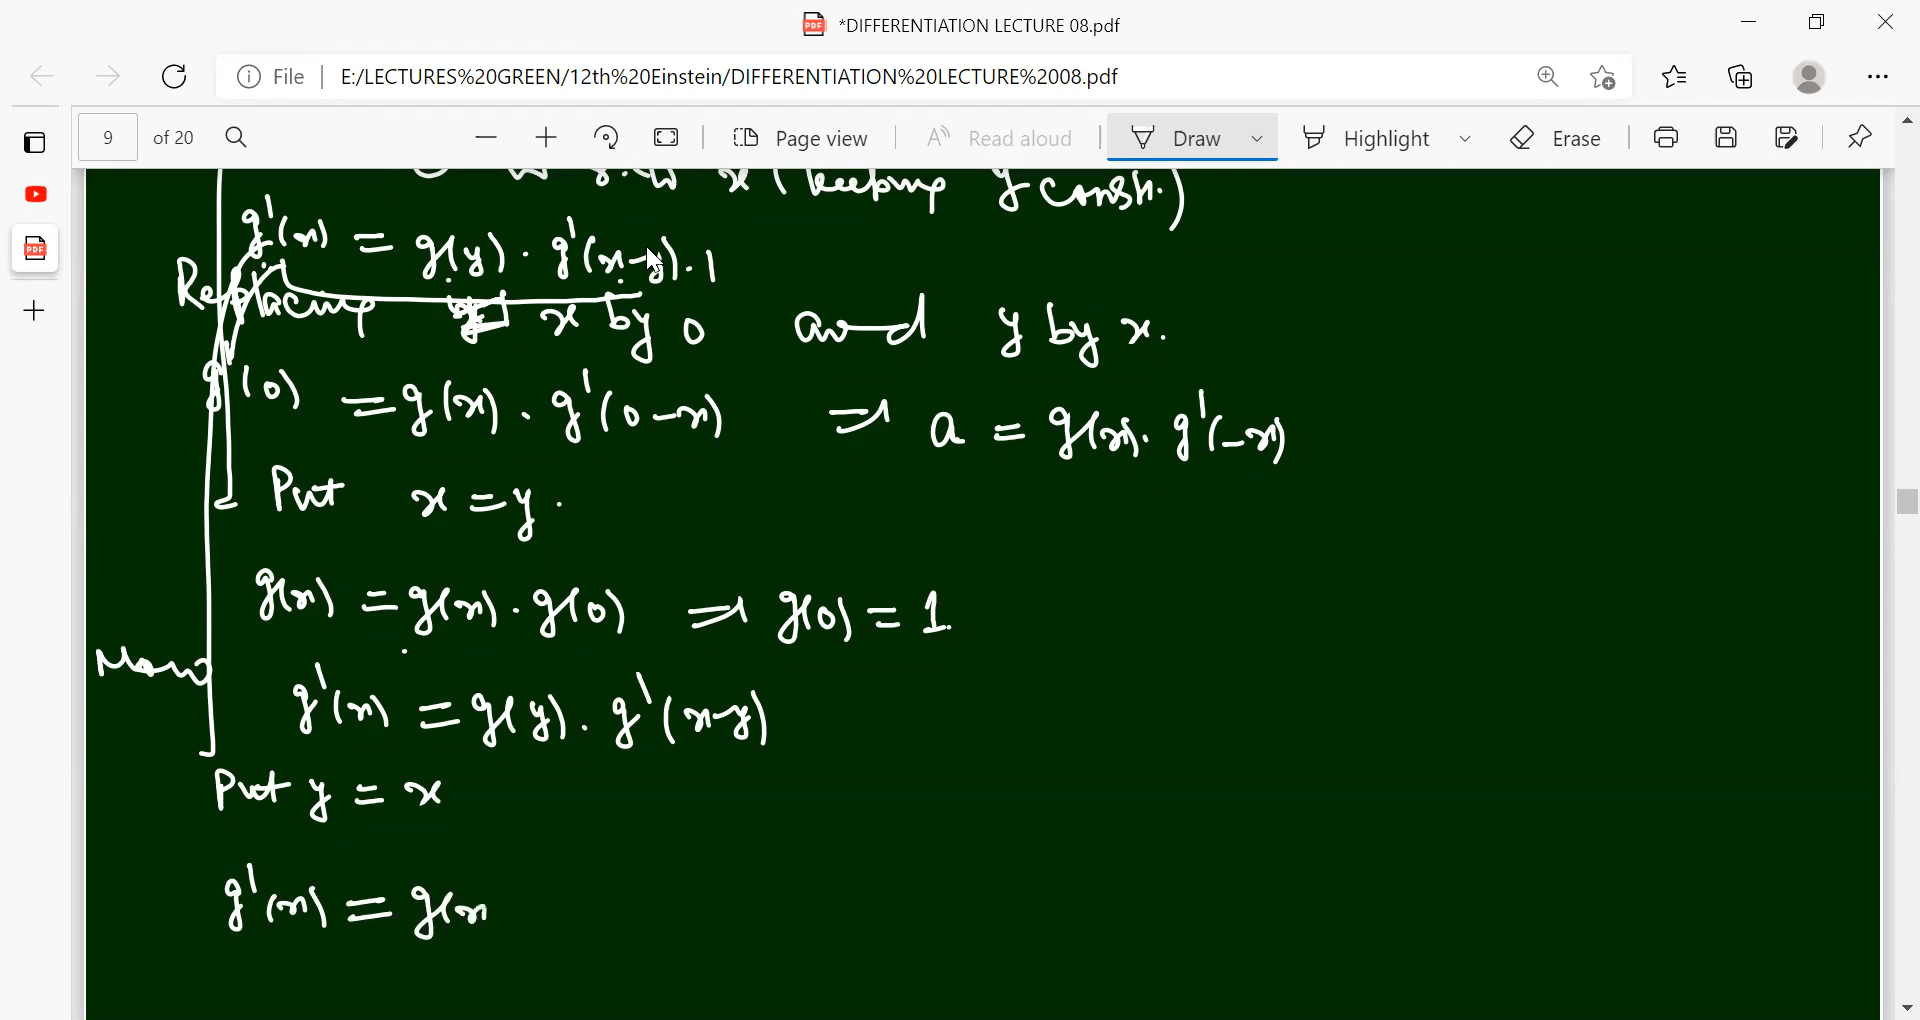 *DIFFERENTIATION LECTURE 08.pdf
File E:/LECTURES%20GREEN/12th%20Einstein/DIFFERENTIATION%20LECTURE%2008.pdf
9 of 20 Page view Read aloud Draw Highlight Erase
w.r.to x (keeping y const.)
g'(x) = g(y) · g'(x-y) · 1
Replacing x by 0 and y by x.
g'(0) = g(x) · g'(0-x) ⇒ a = g(x) · g'(-x)
Put x = y.
g(x) = g(x) · g(0) ⇒ g(0) = 1.
Now
g'(x) = g(y) · g'(x-y)
Put y = x
g'(x) = g(x